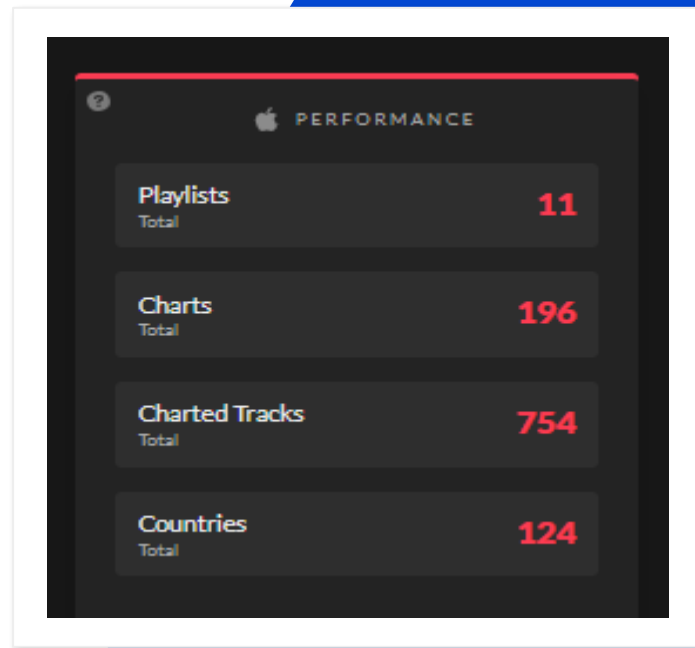 ?
PERFORMANCE
Playlists
Total
11
Charts
Total
196
Charted Tracks
Total
754
Countries
Total
124